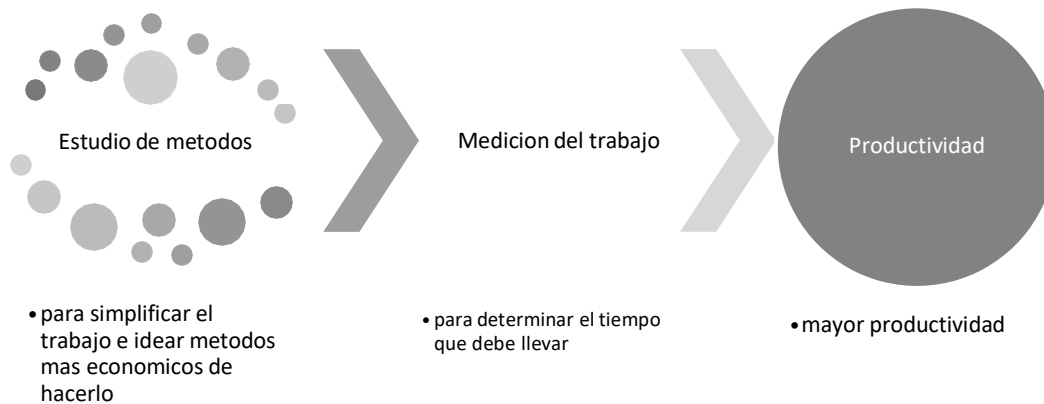 Estudio de metodos
Medicion del trabajo
Productividad
• para simplificar el
trabajo e idear metodos
mas economicos de
hacerlo
• para determinar el tiempo
que debe llevar
• mayor productividad